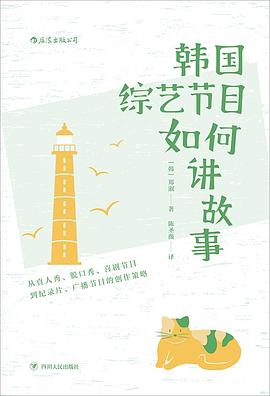 后浪出版公司
韩国
综艺节目
如何
讲
故事
[韩] 郑淑 著
陈圣薇 译
从真人秀、脱口秀、喜剧节目
到纪录片、广播节目的创作策略
四川人民出版社